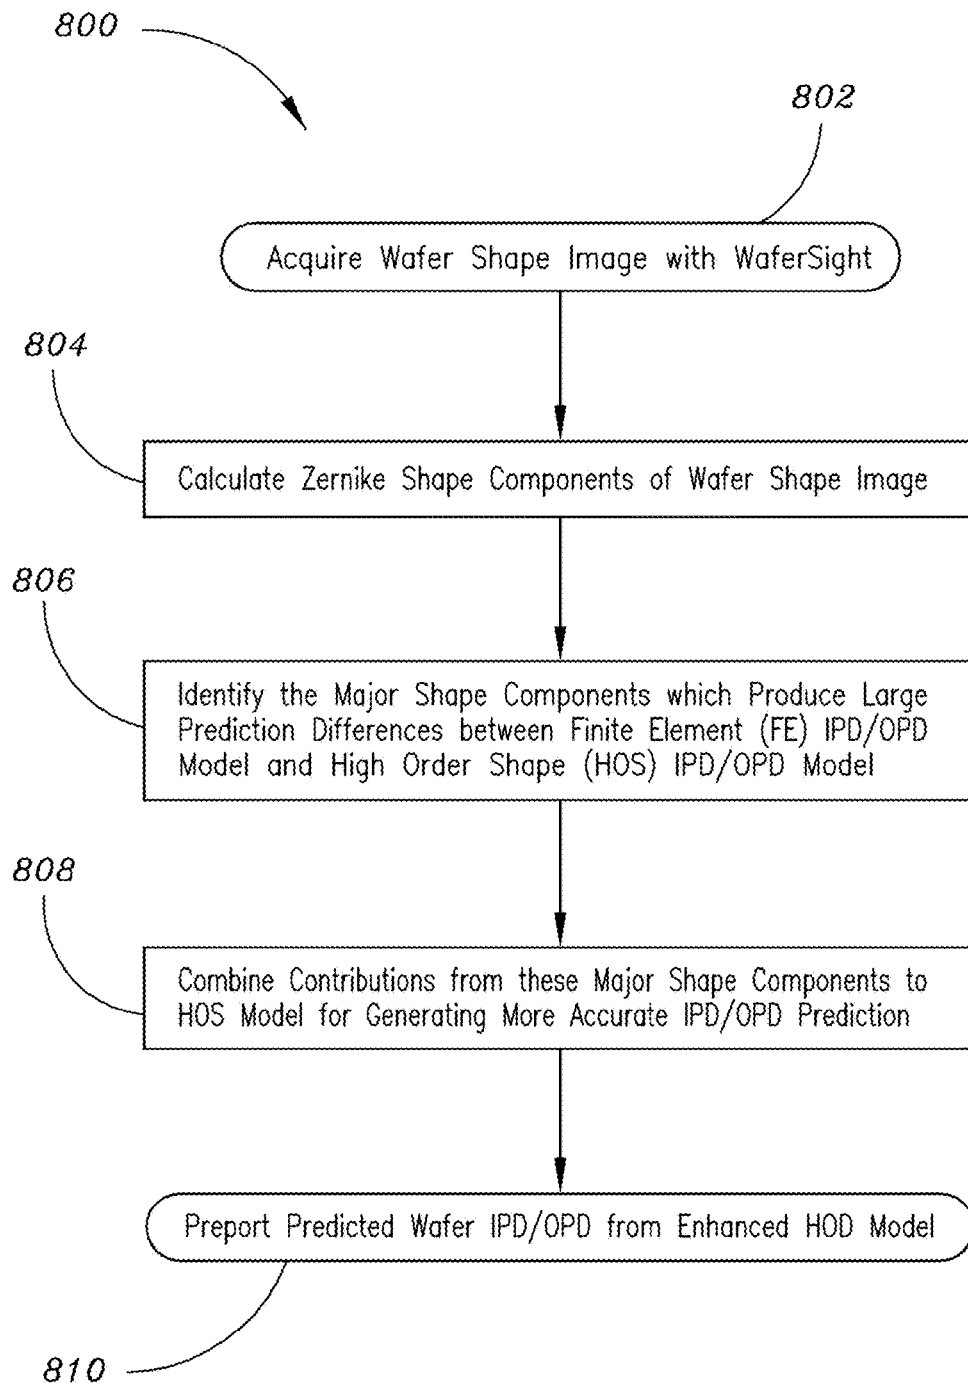 800
802
Acquire Wafer Shape Image with WaferSight
804
Calculate Zernike Shape Components of Wafer Shape Image
806
Identify the Major Shape Components which Produce Large
Prediction Differences between Finite Element (FE) IPD/OPD
Model and High Order Shape (HOS) IPD/OPD Model
808
Combine Contributions from these Major Shape Components to
HOS Model for Generating More Accurate IPD/OPD Prediction
Preport Predicted Wafer IPD/OPD from Enhanced HOD Model
810